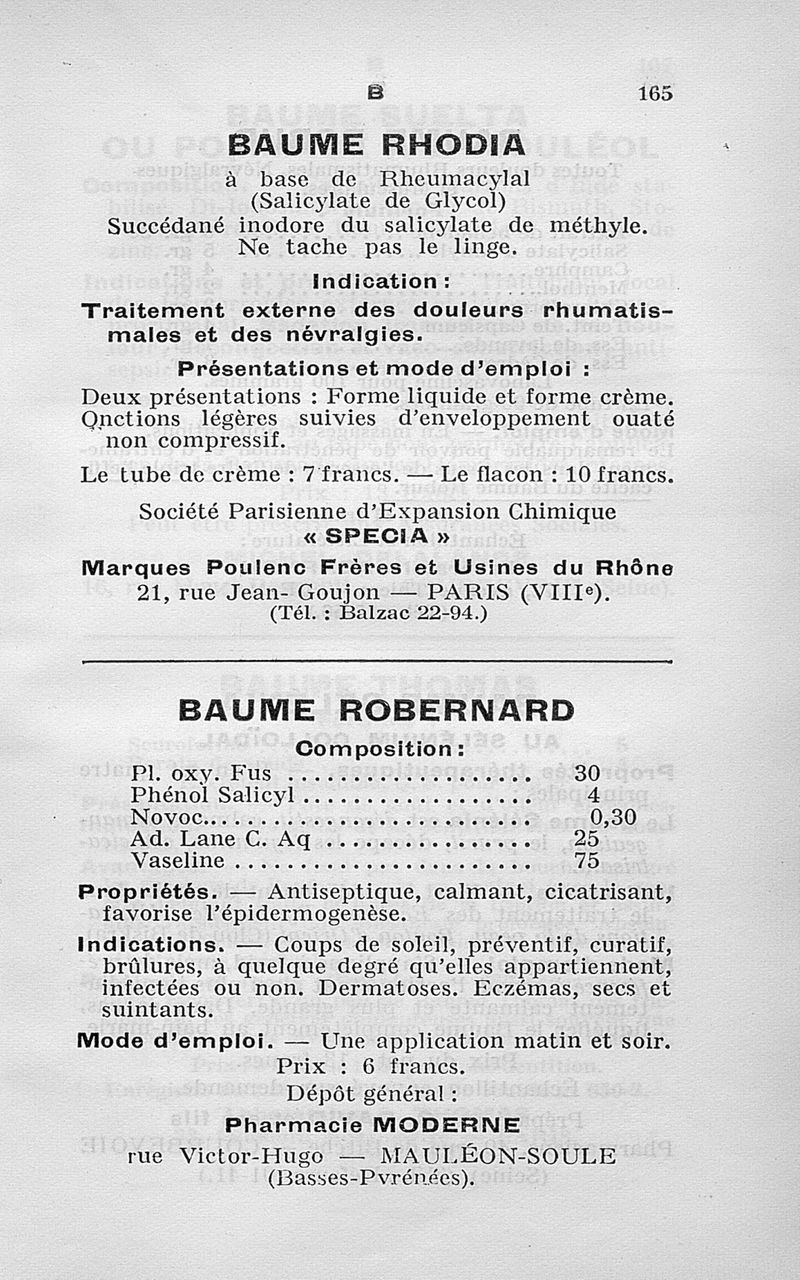 B 165
BAUME RHODIA
à base de Rheumacylal
(Salicylate de Glycol)
Succédané inodore du salicylate de méthyle.
Ne tache pas le linge.
Indication :
Traitement externe des douleurs rhumatis-
males et des névralgies.
Présentations et mode d'emploi :
Deux présentations : Forme liquide et forme crème.
Onctions légères suivies d'enveloppement ouaté
non compressif.
Le tube de crème : 7 francs. — Le flacon : 10 francs.
Société Parisienne d'Expansion Chimique
« SPECIA »
Marques Poulenc Frères et Usines du Rhône
21, rue Jean-Goujon — PARIS (VIIIe).
(Tél. : Balzac 22-94.)
BAUME ROBERNARD
Composition :
Pl. oxy. Fus ................... 30
Phénol Salicyl .................. 4
Novoc......................... 0,30
Ad. Lane C. Aq ................ 25
Vaseline ....................... 75
Propriétés. — Antiseptique, calmant, cicatrisant,
favorise l'épidermogenèse.
Indications. — Coups de soleil, préventif, curatif,
brûlures, à quelque degré qu'elles appartiennent,
infectées ou non. Dermatoses. Eczémas, secs et
suintants.
Mode d'emploi. — Une application matin et soir.
Prix : 6 francs.
Dépôt général :
Pharmacie MODERNE
rue Victor-Hugo — MAULÉON-SOULE
(Basses-Pyrénées).